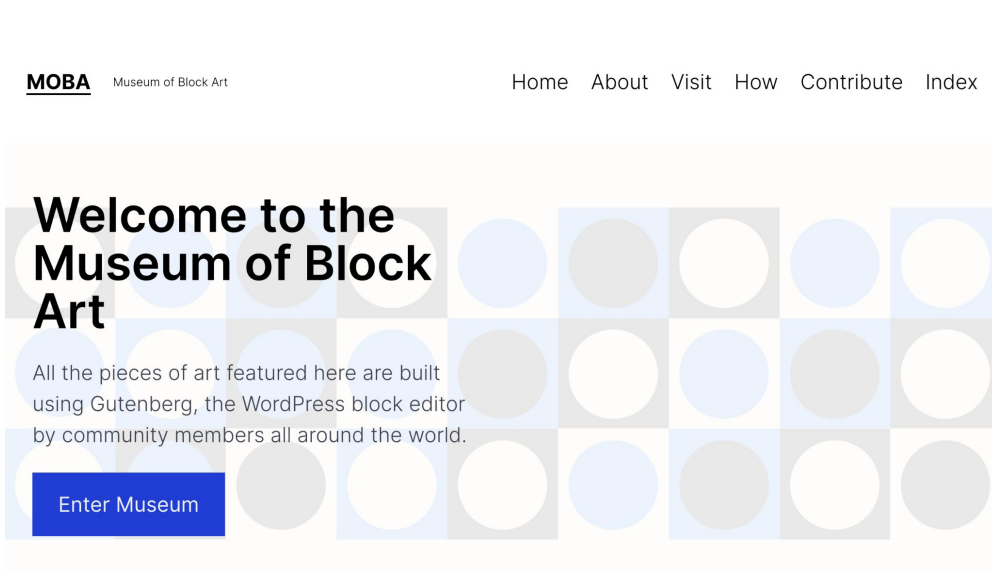 MOBA Museum of Block Art Home About Visit How Contribute Index
Welcome to the
Museum of Block
Art
All the pieces of art featured here are built
using Gutenberg, the WordPress block editor
by community members all around the world.
Enter Museum